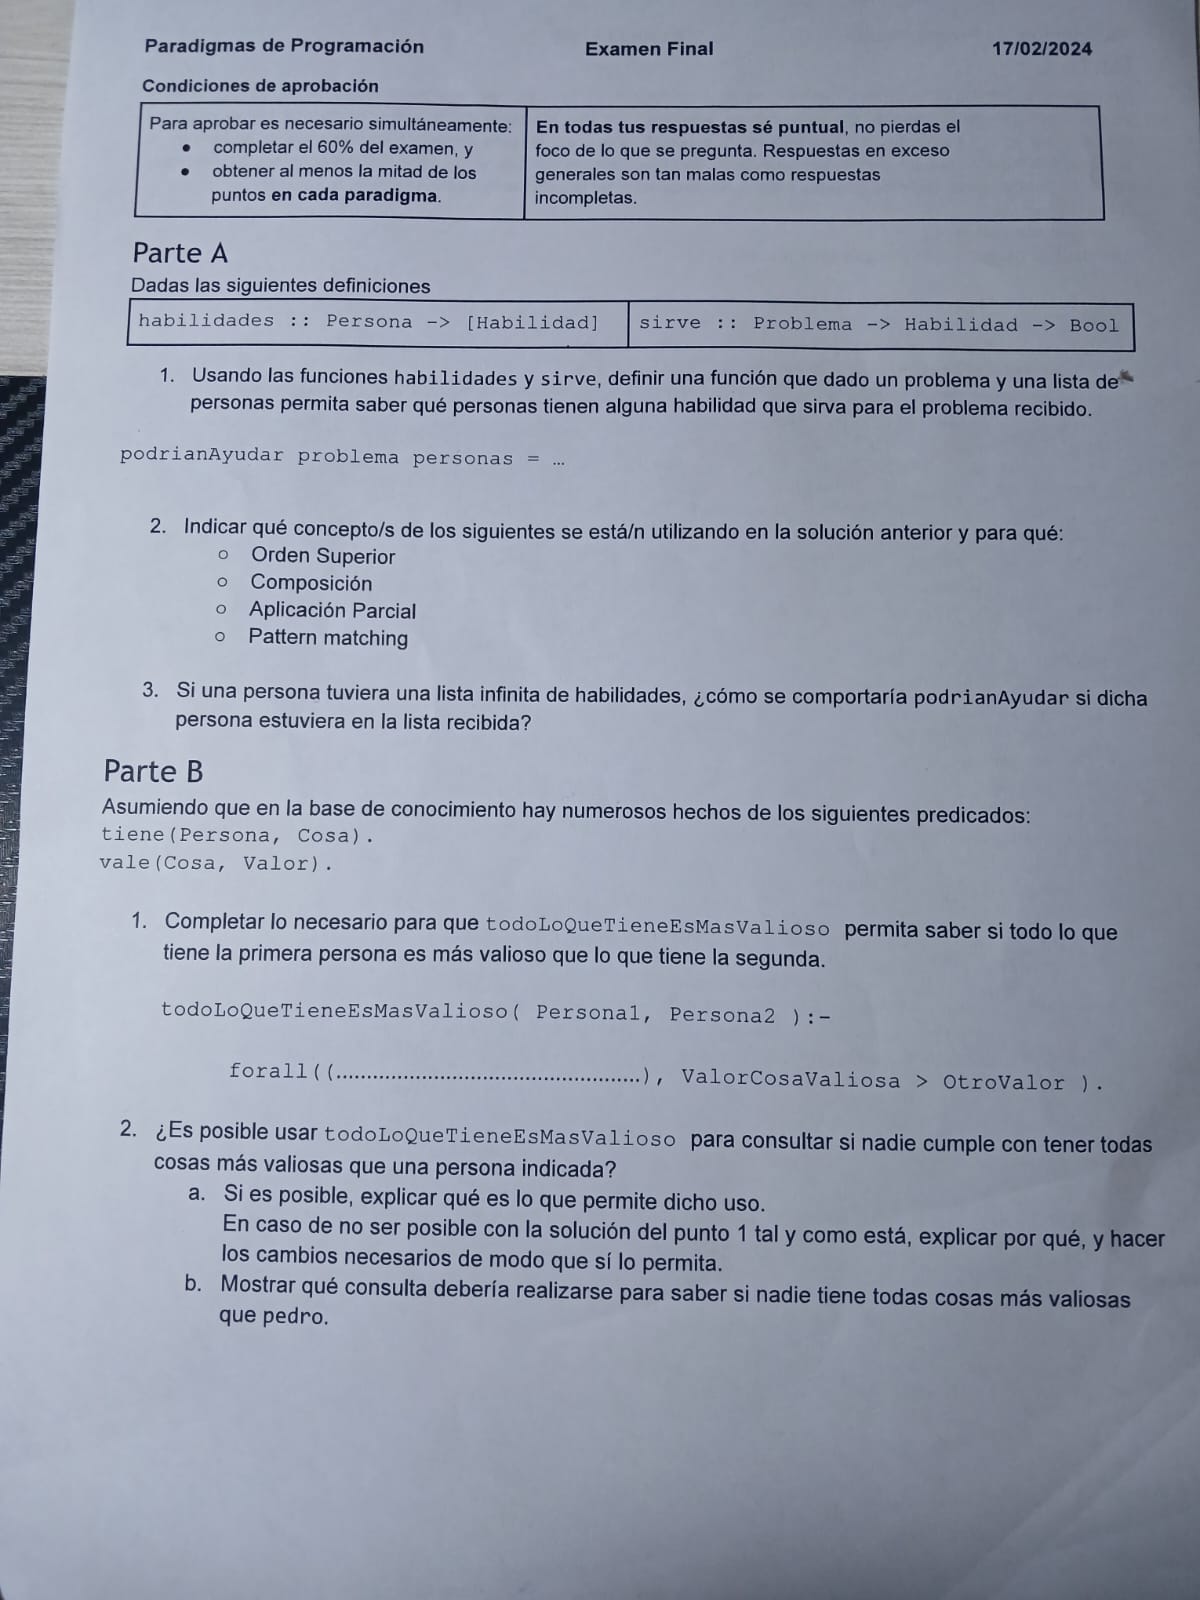 Paradigmas de Programación Examen Final 17/02/2024
Condiciones de aprobación
Para aprobar es necesario simultáneamente:
• completar el 60% del examen, y
• obtener al menos la mitad de los
puntos en cada paradigma.
En todas tus respuestas sé puntual, no pierdas el
foco de lo que se pregunta. Respuestas en exceso
generales son tan malas como respuestas
incompletas.
Parte A
Dadas las siguientes definiciones
habilidades :: Persona -> [Habilidad]
sirve :: Problema -> Habilidad -> Bool
1. Usando las funciones habilidades y sirve, definir una función que dado un problema y una lista de
personas permita saber qué personas tienen alguna habilidad que sirva para el problema recibido.
podrianAyudar problema personas = …
2. Indicar qué concepto/s de los siguientes se está/n utilizando en la solución anterior y para qué:
○ Orden Superior
○ Composición
○ Aplicación Parcial
○ Pattern matching
3. Si una persona tuviera una lista infinita de habilidades, ¿cómo se comportaría podrianAyudar si dicha
persona estuviera en la lista recibida?
Parte B
Asumiendo que en la base de conocimiento hay numerosos hechos de los siguientes predicados:
tiene(Persona, Cosa).
vale(Cosa, Valor).
1. Completar lo necesario para que todoLoQueTieneEsMasValioso permita saber si todo lo que
tiene la primera persona es más valioso que lo que tiene la segunda.
todoLoQueTieneEsMasValioso( Persona1, Persona2 ):-
forall((..................................................), ValorCosaValiosa > OtroValor ).
2. ¿Es posible usar todoLoQueTieneEsMasValioso para consultar si nadie cumple con tener todas
cosas más valiosas que una persona indicada?
a. Si es posible, explicar qué es lo que permite dicho uso.
En caso de no ser posible con la solución del punto 1 tal y como está, explicar por qué, y hacer
los cambios necesarios de modo que sí lo permita.
b. Mostrar qué consulta debería realizarse para saber si nadie tiene todas cosas más valiosas
que pedro.